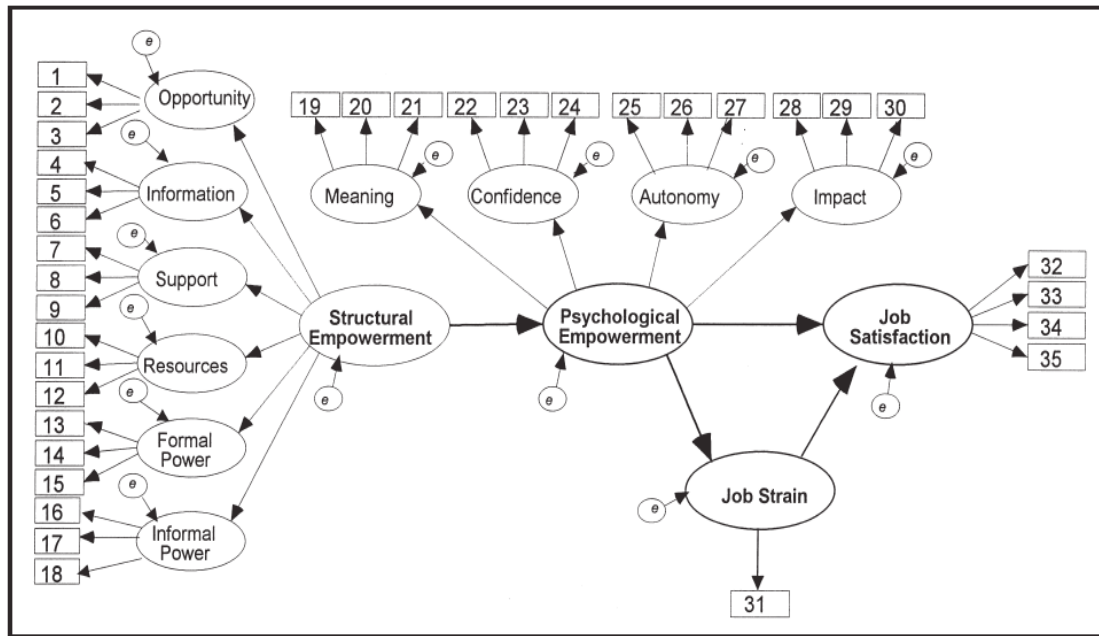 e
1
Opportunity
2
3
e
4
Information
5
6
e
7
Support
8
9
e
10
Resources
11
12
e
13
Formal
Power
14
15
e
16
Informal
Power
17
18
19 20 21 22 23 24 25 26 27 28 29 30
e e e e
Meaning Confidence Autonomy Impact
Structural
Empowerment
e
Psychological
Empowerment
e
Job
Satisfaction
e
32
33
34
35
Job Strain
e
31